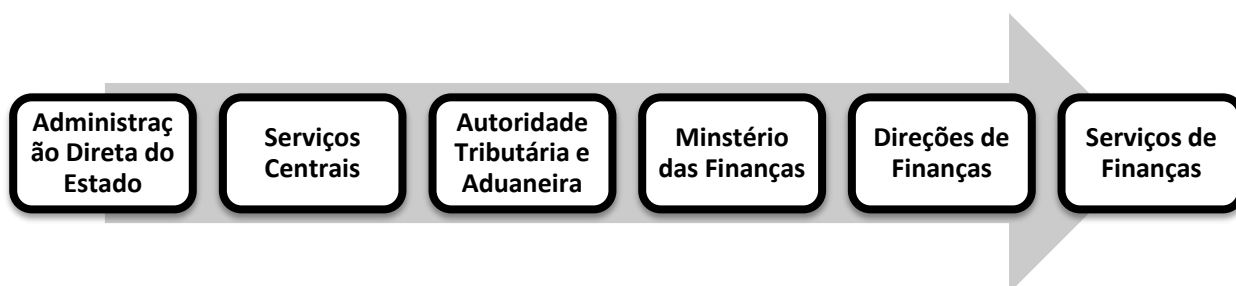 Administraç
ão Direta do
Estado
Serviços
Centrais
Autoridade
Tributária e
Aduaneira
Minstério
das Finanças
Direções de
Finanças
Serviços de
Finanças